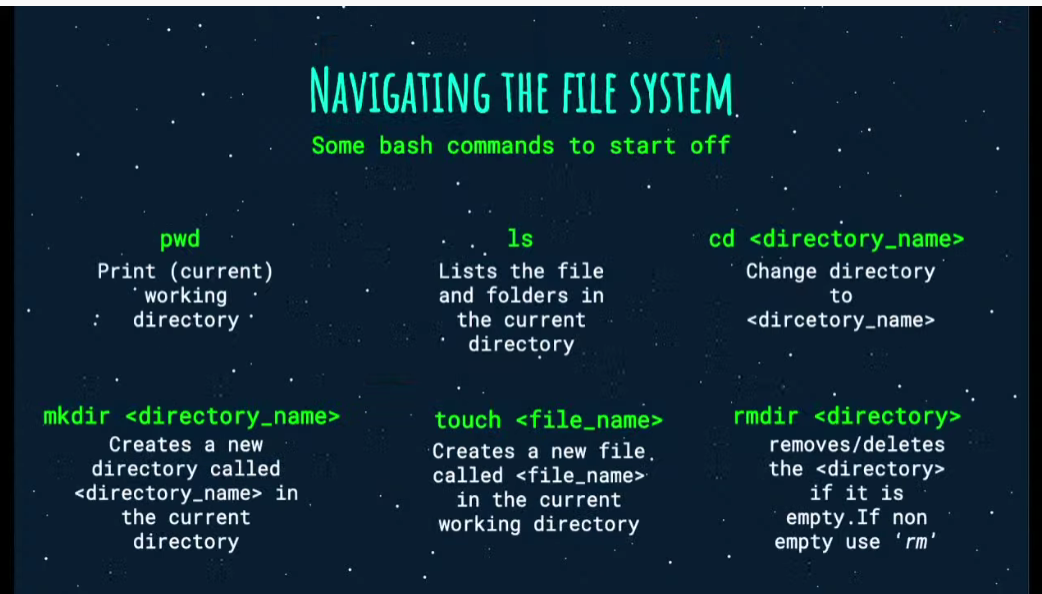 NAVIGATING THE FILE SYSTEM
Some bash commands to start off
pwd
Print (current)
working
directory
ls
Lists the file
and folders in
the current
directory
cd <directory_name>
Change directory
to
<dircetory_name>
mkdir <directory_name>
Creates a new
directory called
<directory_name> in
the current
directory
touch <file_name>
Creates a new file
called <file_name>
in the current
working directory
rmdir <directory>
removes/deletes
the <directory>
if it is
empty.If non
empty use 'rm'